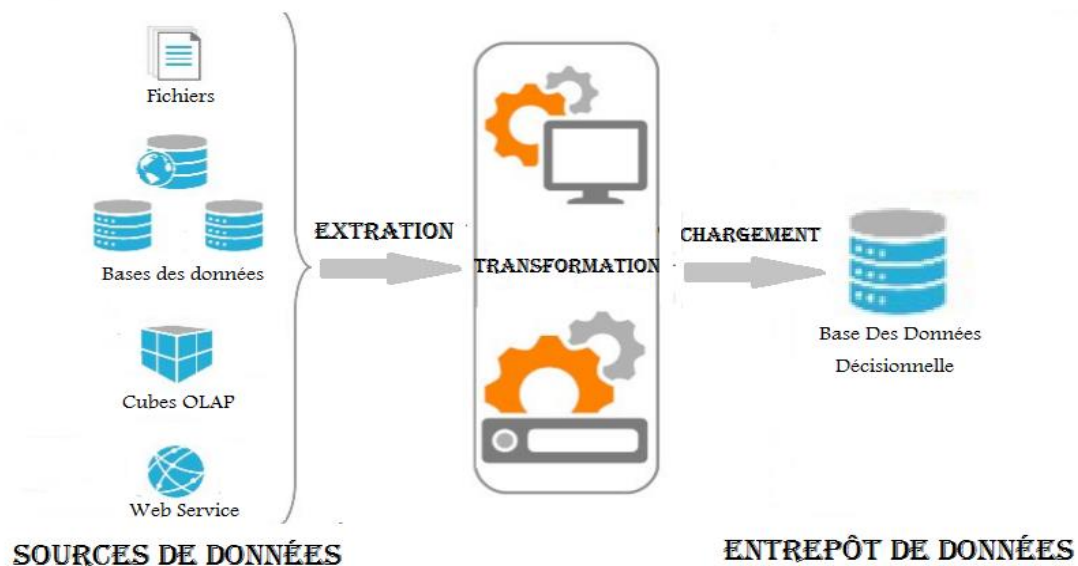 Fichiers
Bases des données
Cubes OLAP
Web Service
SOURCES DE DONNÉES
EXTRATION
TRANSFORMATION
CHARGEMENT
Base Des Données
Décisionnelle
ENTREPÔT DE DONNÉES